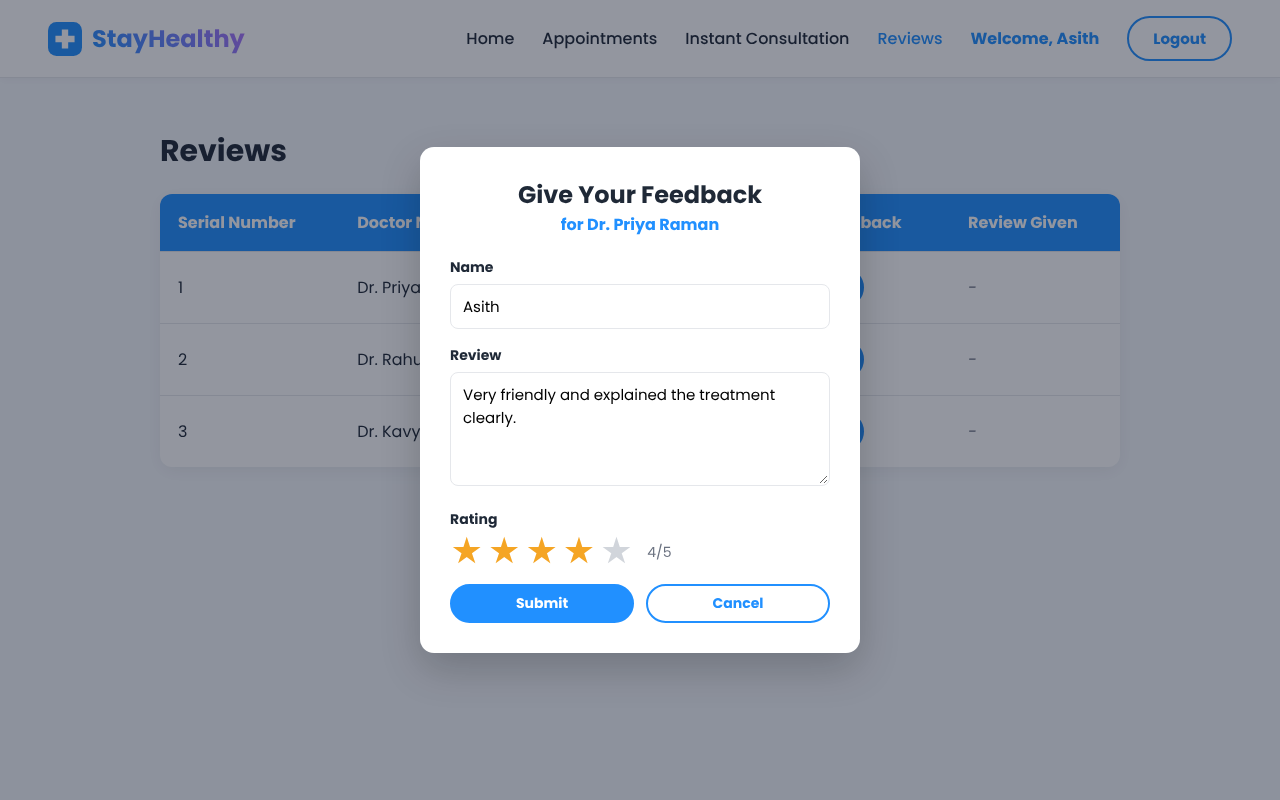 StayHealthy
Home
Appointments
Instant Consultation
Reviews
Welcome, Asith
Logout
Reviews
Serial Number
Doctor
back
Review Given
1
Dr. Priya
-
2
Dr. Rahu
-
3
Dr. Kavy
-
Give Your Feedback
for Dr. Priya Raman
Name
Asith
Review
Very friendly and explained the treatment
clearly.
Rating
4/5
Submit
Cancel